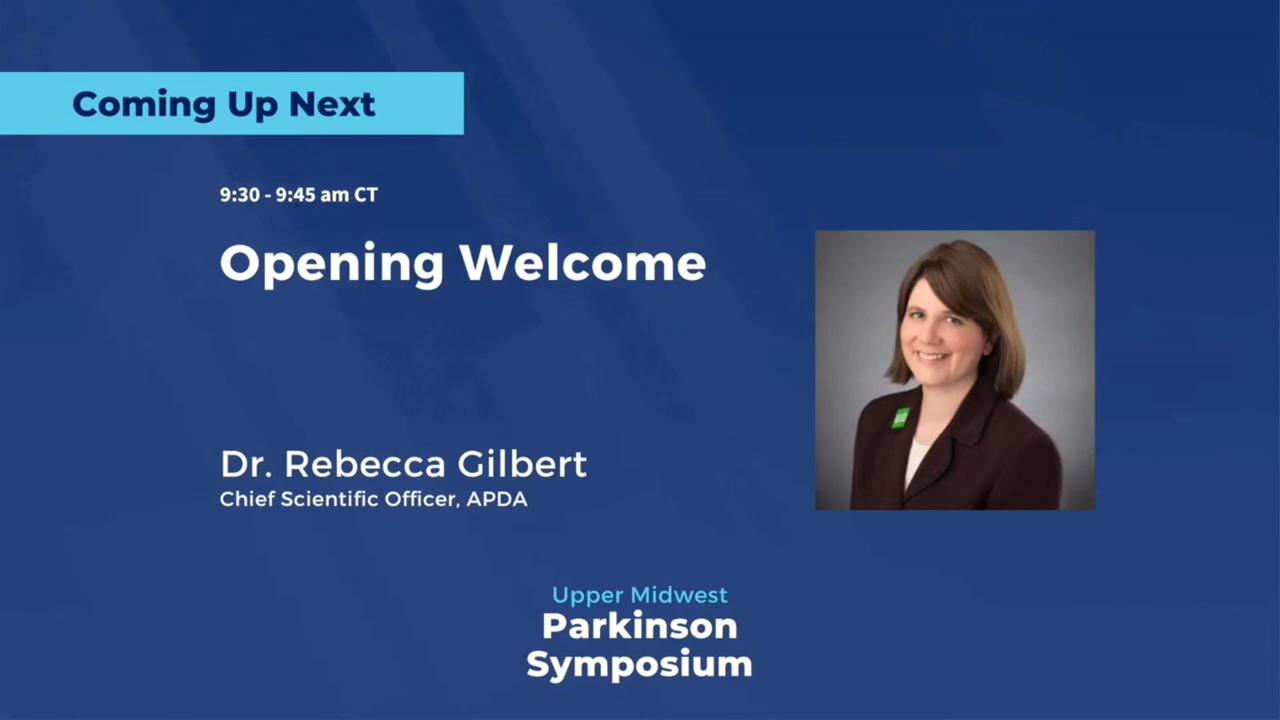 Coming Up Next
9:30 - 9:45 am CT
Opening Welcome
Dr. Rebecca Gilbert
Chief Scientific Officer, APDA
Upper Midwest
Parkinson
Symposium